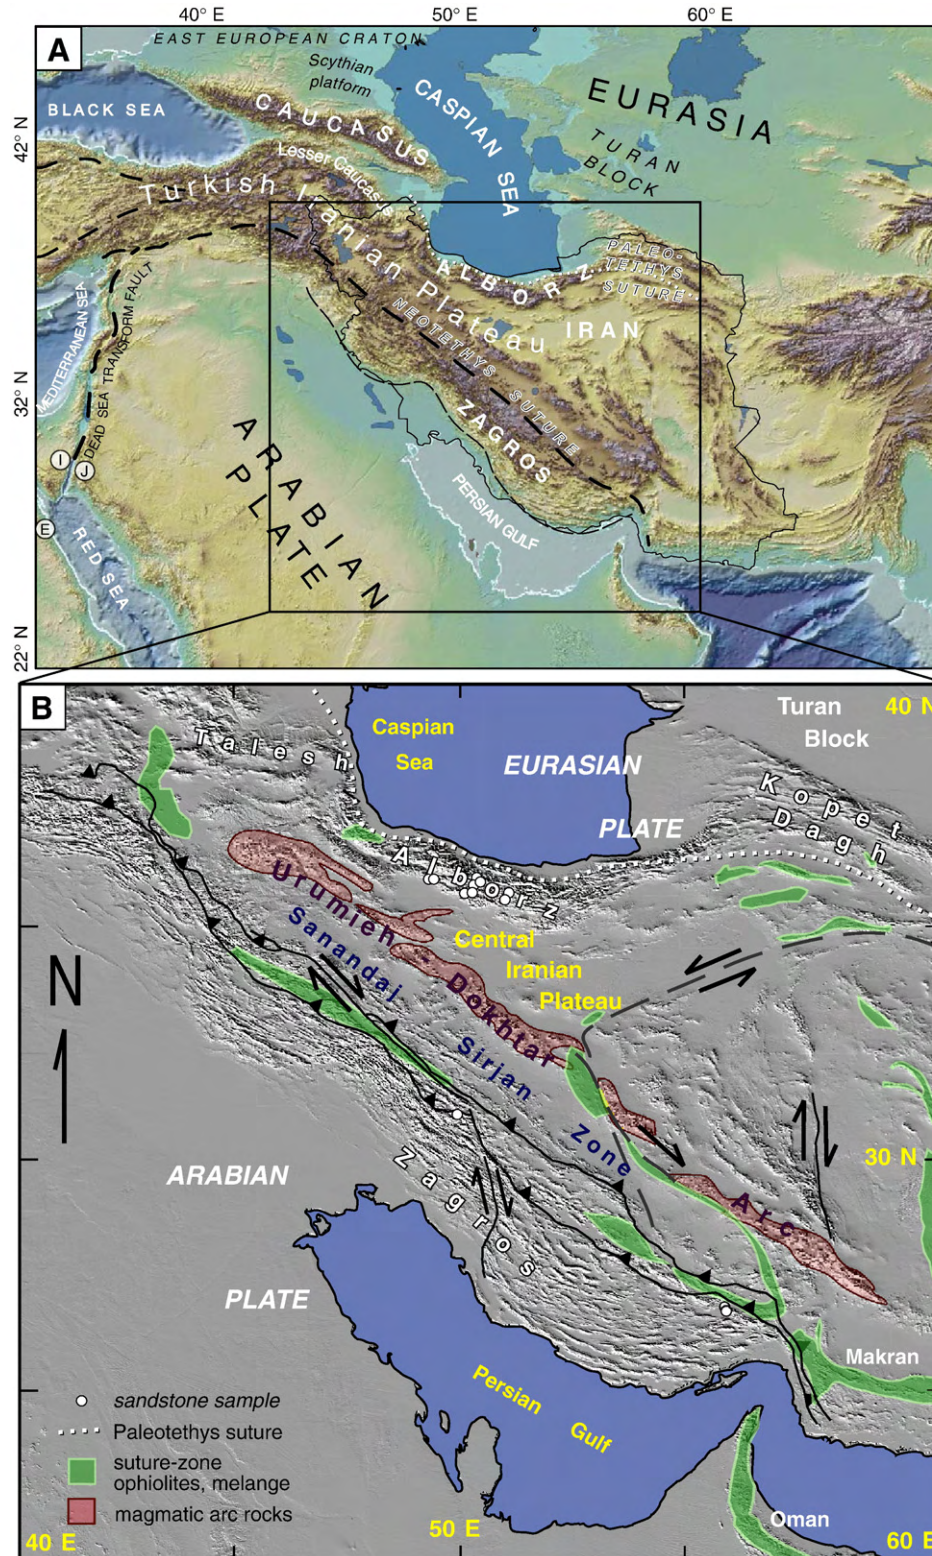 40° E
50° E
60° E
A
EAST EUROPEAN CRATON
Scythian
platform
BLACK SEA
CAUCASUS
CASPIAN SEA
EURASIA
42° N
TURAN
BLOCK
Lesser Caucasus
Turkish Iranian Plateau
ALBORZ
PALEO-
TETHYS
SUTURE
IRAN
NEOTETHYS SUTURE
MEDITERRANEAN SEA
DEAD SEA TRANSFORM FAULT
32° N
ZAGROS
ARABIAN
PLATE
I
J
E
PERSIAN GULF
RED SEA
22° N
B
Caspian
Sea
Turan
Block
40 N
Talesh
EURASIAN
PLATE
Kopet
Dagh
Alborz
Urumieh - Dokhtar Arc
Sanandaj
Sirjan
Zone
Central
Iranian
Plateau
N
30 N
ARABIAN
PLATE
Zagros
Makran
Persian
Gulf
Oman
sandstone sample
Paleotethys suture
suture-zone
ophiolites, melange
magmatic arc rocks
40 E
50 E
60 E